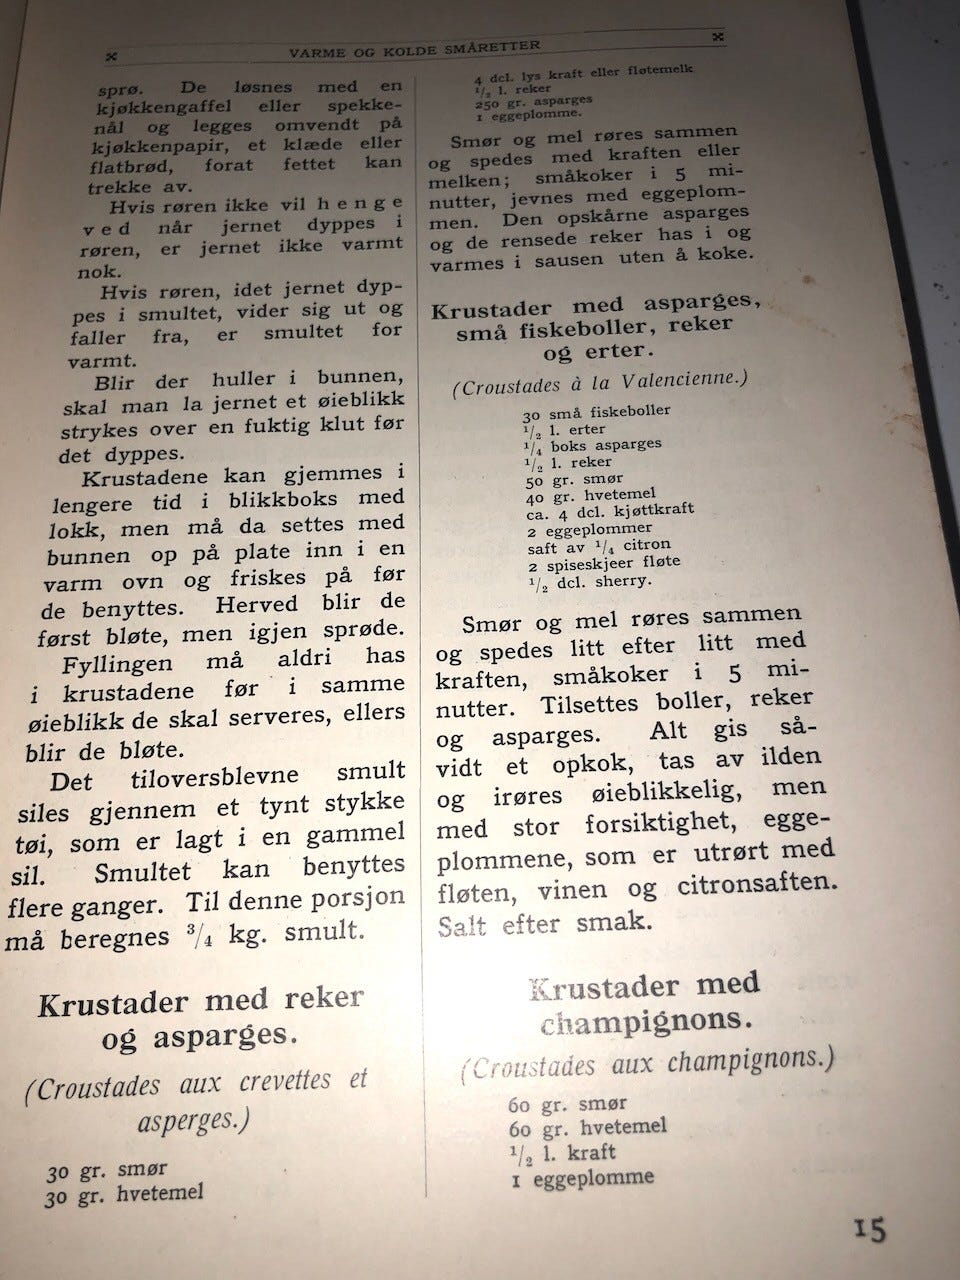 VARME OG KOLDE SMÅRETTER
sprø. De løsnes med en
kjøkkengaffel eller spekke-
nål og legges omvendt på
kjøkkenpapir, et klæde eller
flatbrød, forat fettet kan
trekke av.
Hvis røren ikke vil henge
ved når jernet dyppes i
røren, er jernet ikke varmt
nok.
Hvis røren, idet jernet dyp-
pes i smultet, vider sig ut og
faller fra, er smultet for
varmt.
Blir der huller i bunnen,
skal man la jernet et øieblikk
strykes over en fuktig klut før
det dyppes.
Krustadene kan gjemmes i
lengere tid i blikkboks med
lokk, men må da settes med
bunnen op på plate inn i en
varm ovn og friskes på før
de benyttes. Herved blir de
først bløte, men igjen sprøde.
Fyllingen må aldri has
i krustadene før i samme
øieblikk de skal serveres, ellers
blir de bløte.
Det tiloversblevne smult
siles gjennem et tynt stykke
tøi, som er lagt i en gammel
sil. Smultet kan benyttes
flere ganger. Til denne porsjon
må beregnes 3/4 kg. smult.
Krustader med reker
og asparges.
(Croustades aux crevettes et
asperges.)
30 gr. smør
30 gr. hvetemel
4 dcl. lys kraft eller fløtemelk
1/2 l. reker
250 gr. asparges
1 eggeplomme.
Smør og mel røres sammen
og spedes med kraften eller
melken; småkoker i 5 mi-
nutter, jevnes med eggeplom-
men. Den opskårne asparges
og de rensede reker has i og
varmes i sausen uten å koke.
Krustader med asparges,
små fiskeboller, reker
og erter.
(Croustades à la Valencienne.)
30 små fiskeboller
1/2 l. erter
1/4 boks asparges
1/2 l. reker
50 gr. smør
40 gr. hvetemel
ca. 4 dcl. kjøttkraft
2 eggeplommer
saft av 1/4 citron
2 spiseskjeer fløte
1/2 dcl. sherry.
Smør og mel røres sammen
og spedes litt efter litt med
kraften, småkoker i 5 mi-
nutter. Tilsettes boller, reker
og asparges. Alt gis så-
vidt et opkok, tas av ilden
og irøres øieblikkelig, men
med stor forsiktighet, egge-
plommene, som er utrørt med
fløten, vinen og citronsaften.
Salt efter smak.
Krustader med
champignons.
(Croustades aux champignons.)
60 gr. smør
60 gr. hvetemel
1/2 l. kraft
1 eggeplomme
15